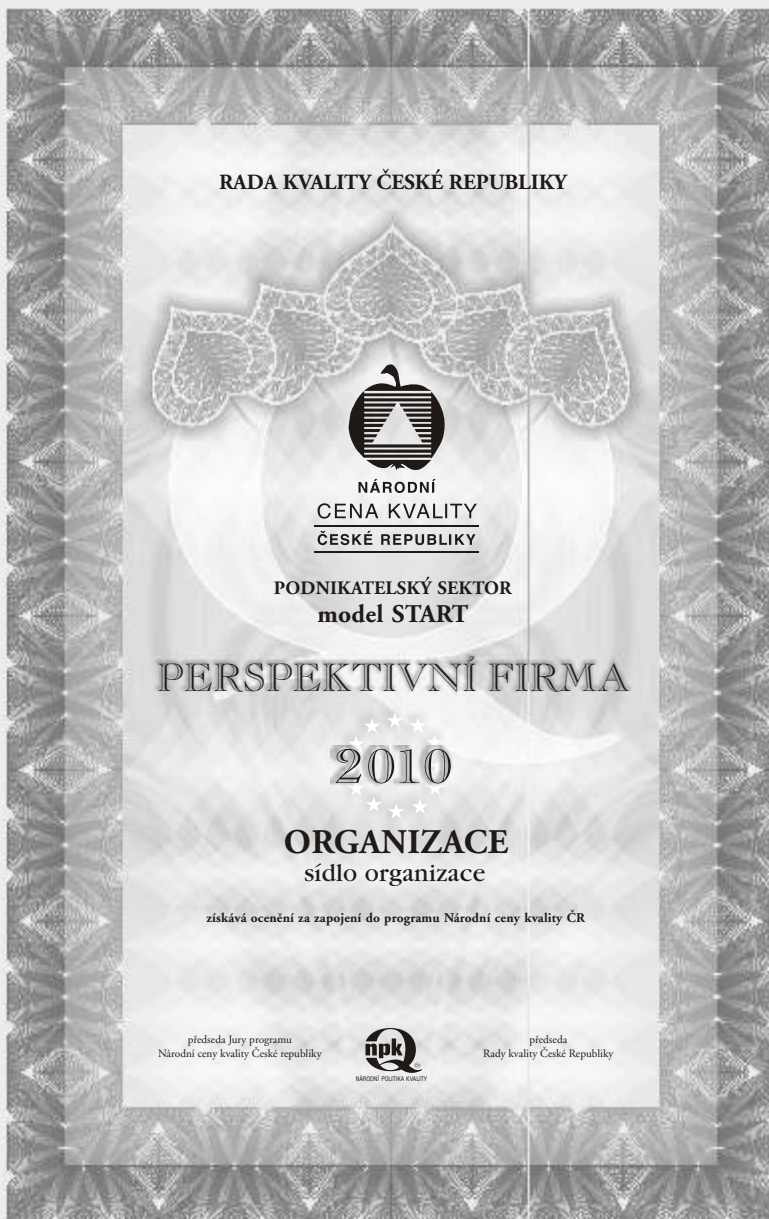 RADA KVALITY ČESKÉ REPUBLIKY
NÁRODNÍ
CENA KVALITY
ČESKÉ REPUBLIKY
PODNIKATELSKÝ SEKTOR
model START
PERSPEKTIVNÍ FIRMA
2010
ORGANIZACE
sídlo organizace
získává ocenění za zapojení do programu Národní ceny kvality ČR
předseda Jury programu
Národní ceny kvality České republiky
npk Q ®
NÁRODNÍ POLITIKA KVALITY
předseda
Rady kvality České Republiky